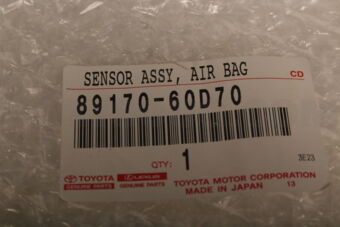 SENSOR ASSY, AIR BAG
CD
89170-60D70
QTY: 1
3E23
TOYOTA LEXUS TOYOTA MOTOR CORPORATION
GENUINE PARTS GENUINE PARTS MADE IN JAPAN 13